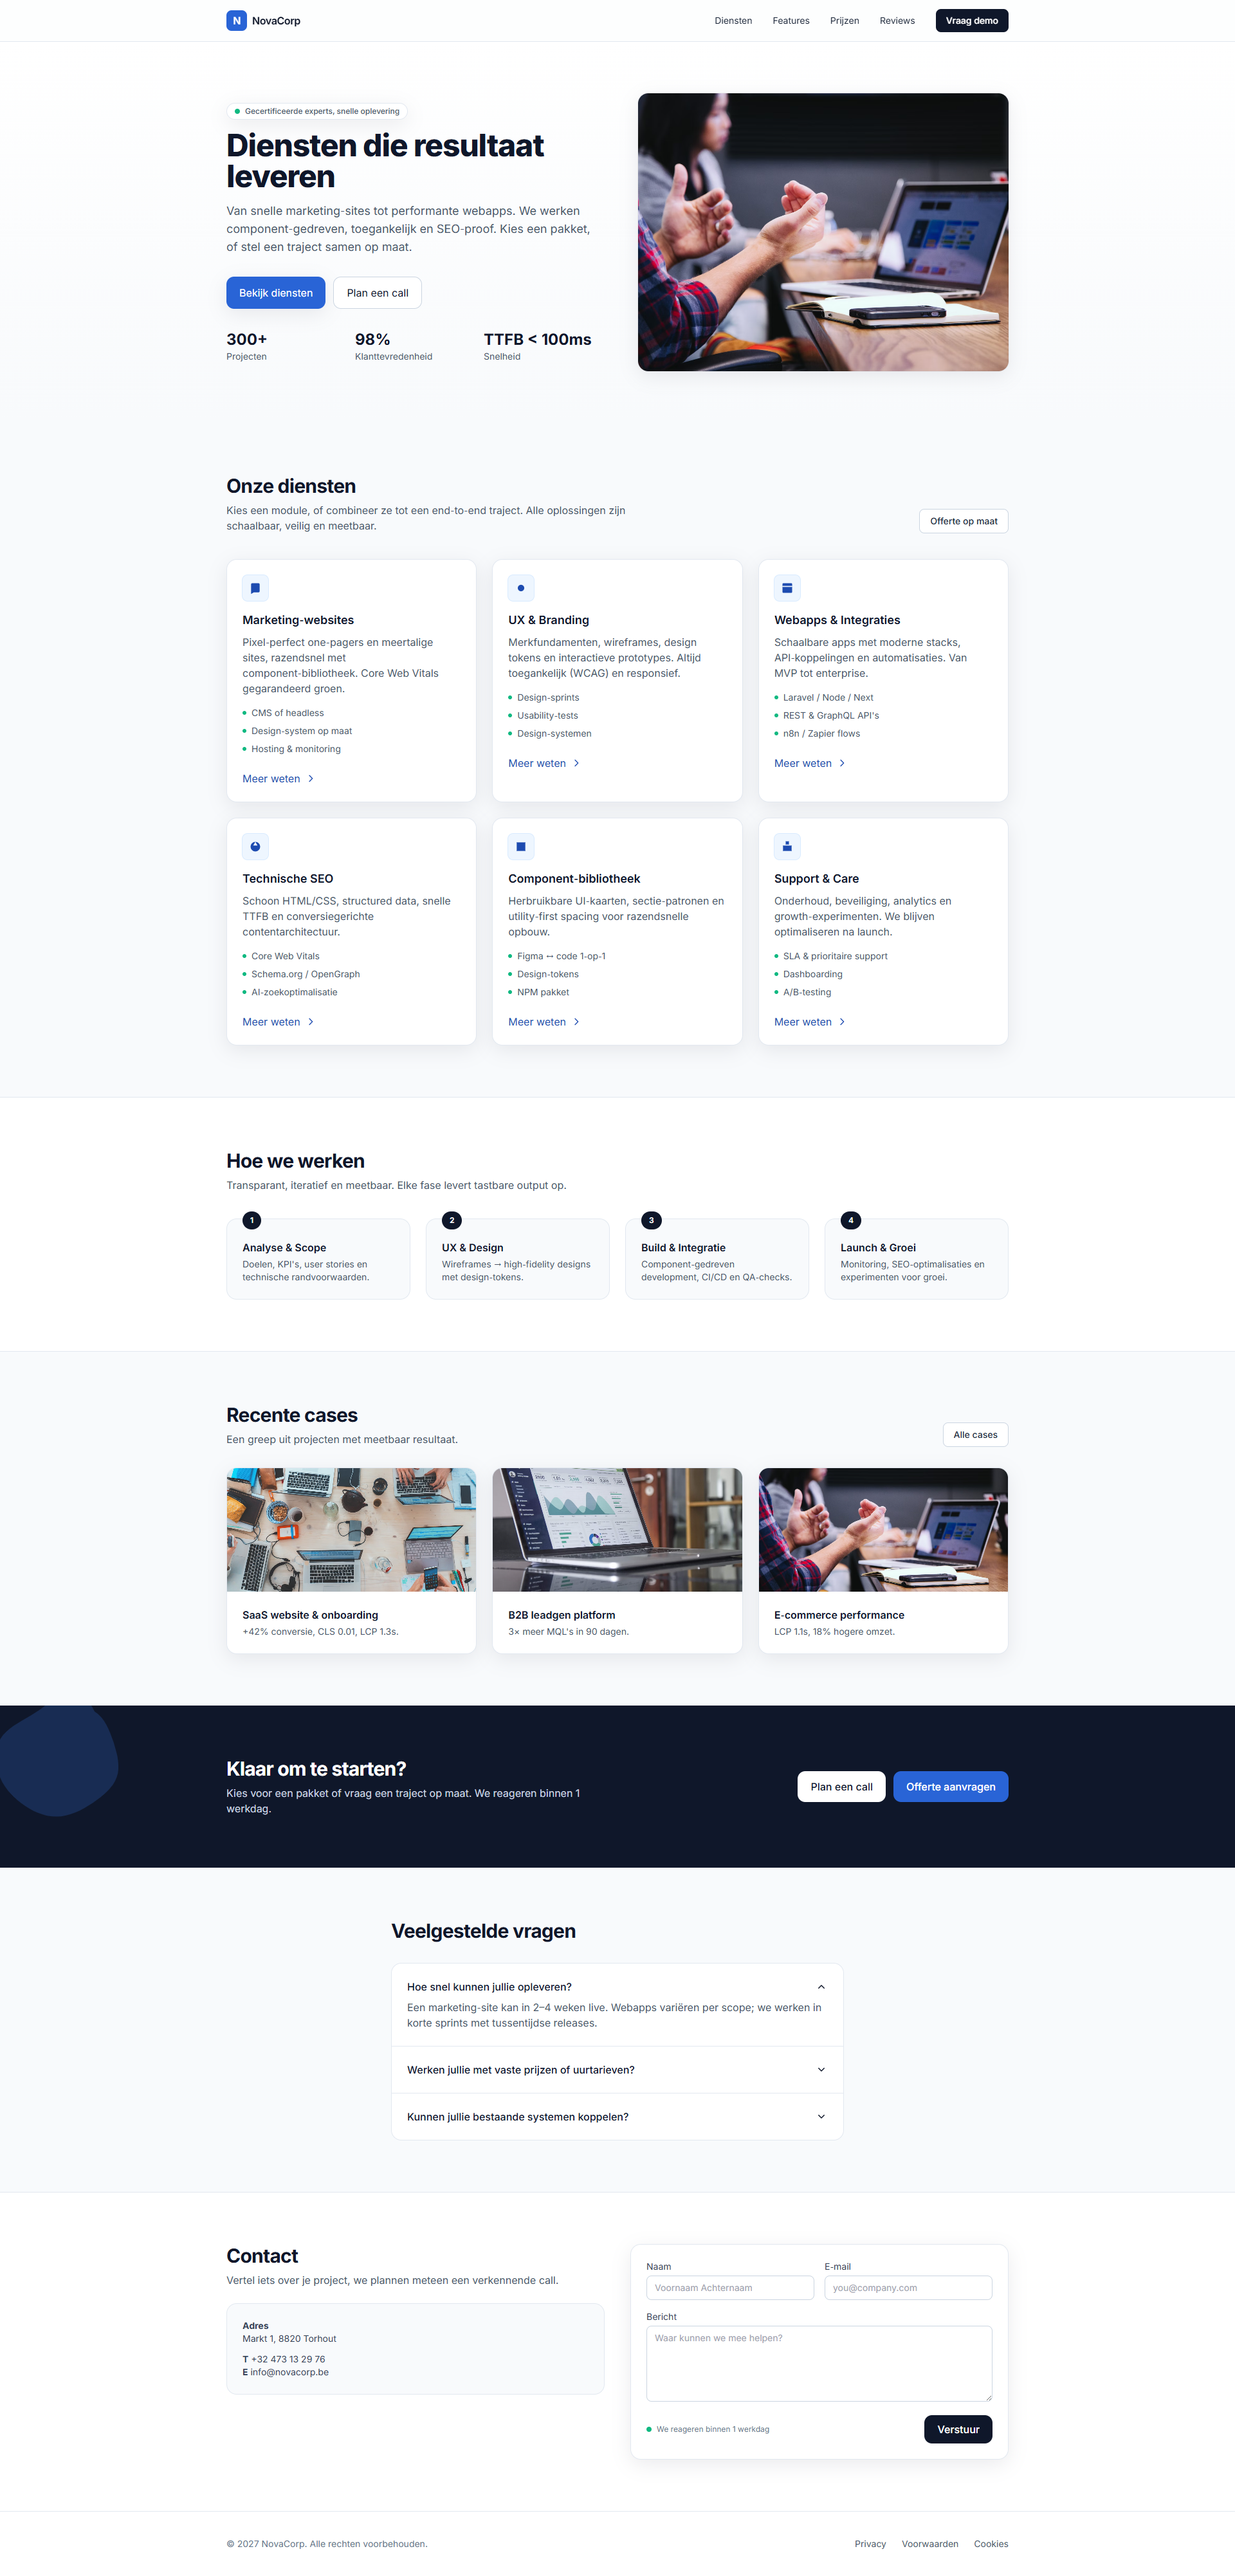 N NovaCorp
Diensten Features Prijzen Reviews Vraag demo
Gecertificeerde experts, snelle oplevering
Diensten die resultaat
leveren
Van snelle marketing-sites tot performante webapps. We werken
component-gedreven, toegankelijk en SEO-proof. Kies een pakket,
of stel een traject samen op maat.
Bekijk diensten Plan een call
300+ 98% TTFB < 100ms
Projecten Klanttevredenheid Snelheid
Onze diensten
Kies een module, of combineer ze tot een end-to-end traject. Alle oplossingen zijn
schaalbaar, veilig en meetbaar.
Offerte op maat
Marketing-websites
Pixel-perfect one-pagers en meertalige
sites, razendsnel met
component-bibliotheek. Core Web Vitals
gegarandeerd groen.
CMS of headless
Design-system op maat
Hosting & monitoring
Meer weten
UX & Branding
Merkfundamenten, wireframes, design
tokens en interactieve prototypes. Altijd
toegankelijk (WCAG) en responsief.
Design-sprints
Usability-tests
Design-systemen
Meer weten
Webapps & Integraties
Schaalbare apps met moderne stacks,
API-koppelingen en automatisaties. Van
MVP tot enterprise.
Laravel / Node / Next
REST & GraphQL API's
n8n / Zapier flows
Meer weten
Technische SEO
Schoon HTML/CSS, structured data, snelle
TTFB en conversiegerichte
contentarchitectuur.
Core Web Vitals
Schema.org / OpenGraph
AI-zoekoptimalisatie
Meer weten
Component-bibliotheek
Herbruikbare UI-kaarten, sectie-patronen en
utility-first spacing voor razendsnelle
opbouw.
Figma ↔ code 1-op-1
Design-tokens
NPM pakket
Meer weten
Support & Care
Onderhoud, beveiliging, analytics en
growth-experimenten. We blijven
optimaliseren na launch.
SLA & prioritaire support
Dashboarding
A/B-testing
Meer weten
Hoe we werken
Transparant, iteratief en meetbaar. Elke fase levert tastbare output op.
1
Analyse & Scope
Doelen, KPI's, user stories en
technische randvoorwaarden.
2
UX & Design
Wireframes → high-fidelity designs
met design-tokens.
3
Build & Integratie
Component-gedreven
development, CI/CD en QA-checks.
4
Launch & Groei
Monitoring, SEO-optimalisaties en
experimenten voor groei.
Recente cases
Een greep uit projecten met meetbaar resultaat.
Alle cases
SaaS website & onboarding
+42% conversie, CLS 0.01, LCP 1.3s.
B2B leadgen platform
3× meer MQL's in 90 dagen.
E-commerce performance
LCP 1.1s, 18% hogere omzet.
Klaar om te starten?
Kies voor een pakket of vraag een traject op maat. We reageren binnen 1
werkdag.
Plan een call Offerte aanvragen
Veelgestelde vragen
Hoe snel kunnen jullie opleveren?
Een marketing-site kan in 2–4 weken live. Webapps variëren per scope; we werken in
korte sprints met tussentijdse releases.
Werken jullie met vaste prijzen of uurtarieven?
Kunnen jullie bestaande systemen koppelen?
Contact
Vertel iets over je project, we plannen meteen een verkennende call.
Adres
Markt 1, 8820 Torhout
T +32 473 13 29 76
E info@novacorp.be
Naam E-mail
Voornaam Achternaam you@company.com
Bericht
Waar kunnen we mee helpen?
We reageren binnen 1 werkdag Verstuur
© 2027 NovaCorp. Alle rechten voorbehouden.
Privacy Voorwaarden Cookies